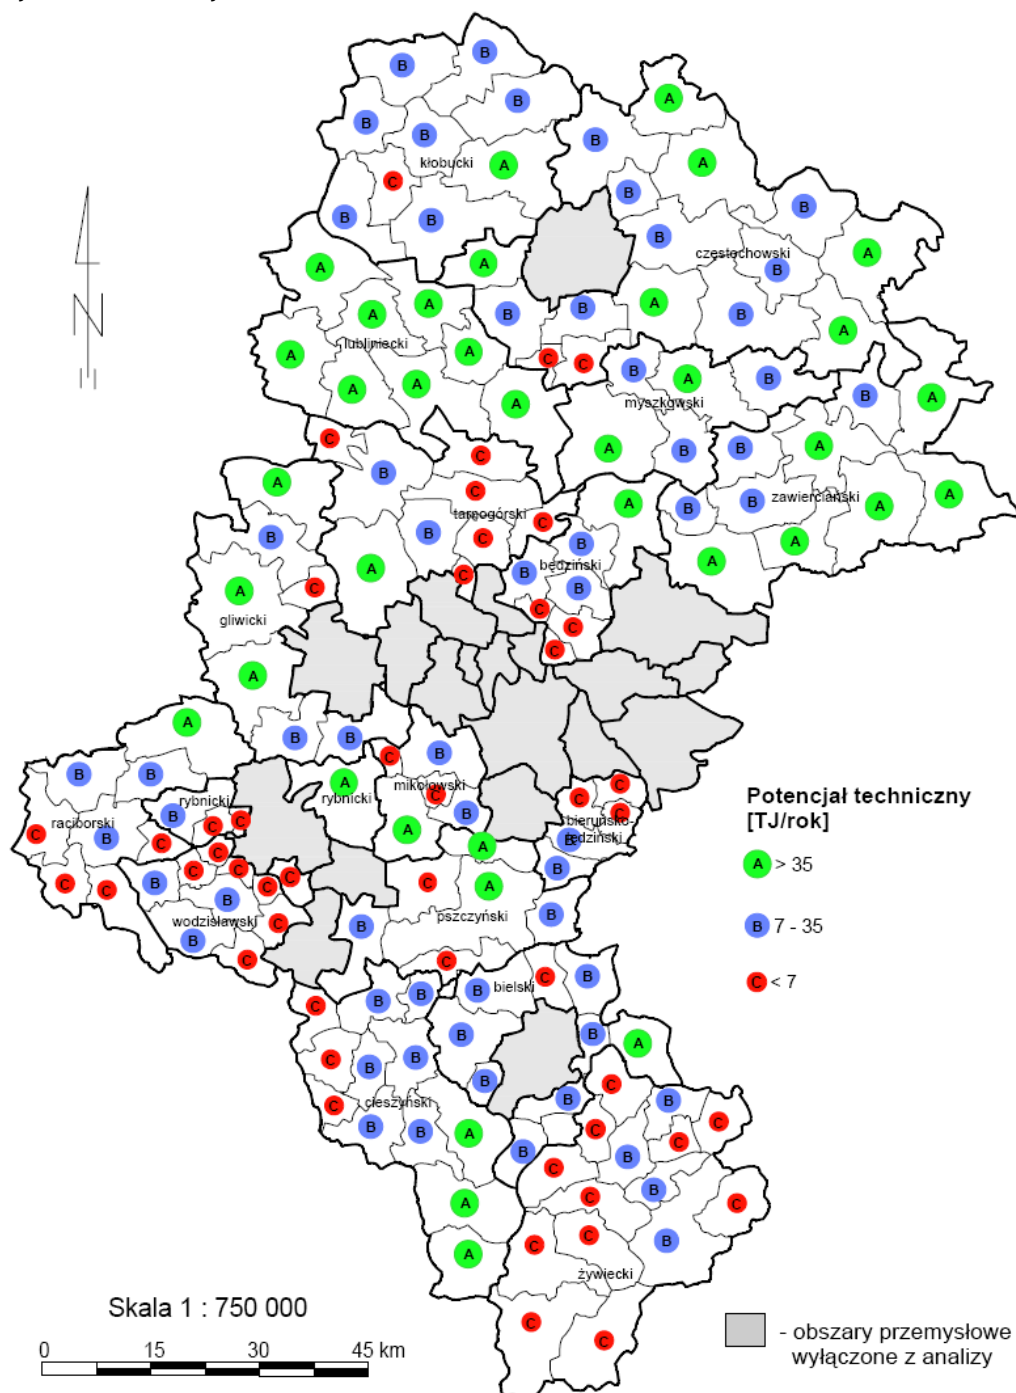 B B
B B A
B B B
kłobucki A A
C B B
B B B częstochowski A
A A B
A A B B A B A
A lubliniecki A C C
A A A B myszkowski A B B A
A B B A
C C
B C zawierciański
A tarnogórski C A B B A A
B B C B A
A A C B będziński B A
C C
gliwicki C C
A
A B B B
B B A C mikołowski
rybnicki B rybnicki C B C C
raciborski C B C C A bieruńsko-lędziński B C
B C C A
C C B C C C C C A B
wodzisławski B C pszczyński B
B C B
C bielski C B
C B B B
C B B B B A
cieszyński B
C B B A B C B C
B C B C
C C B
A B C
A C C żywiecki
C C
Potencjał techniczny
[TJ/rok]
A > 35
B 7 - 35
C < 7
N
Skala 1 : 750 000
0 15 30 45 km
- obszary przemysłowe
wyłączone z analizy